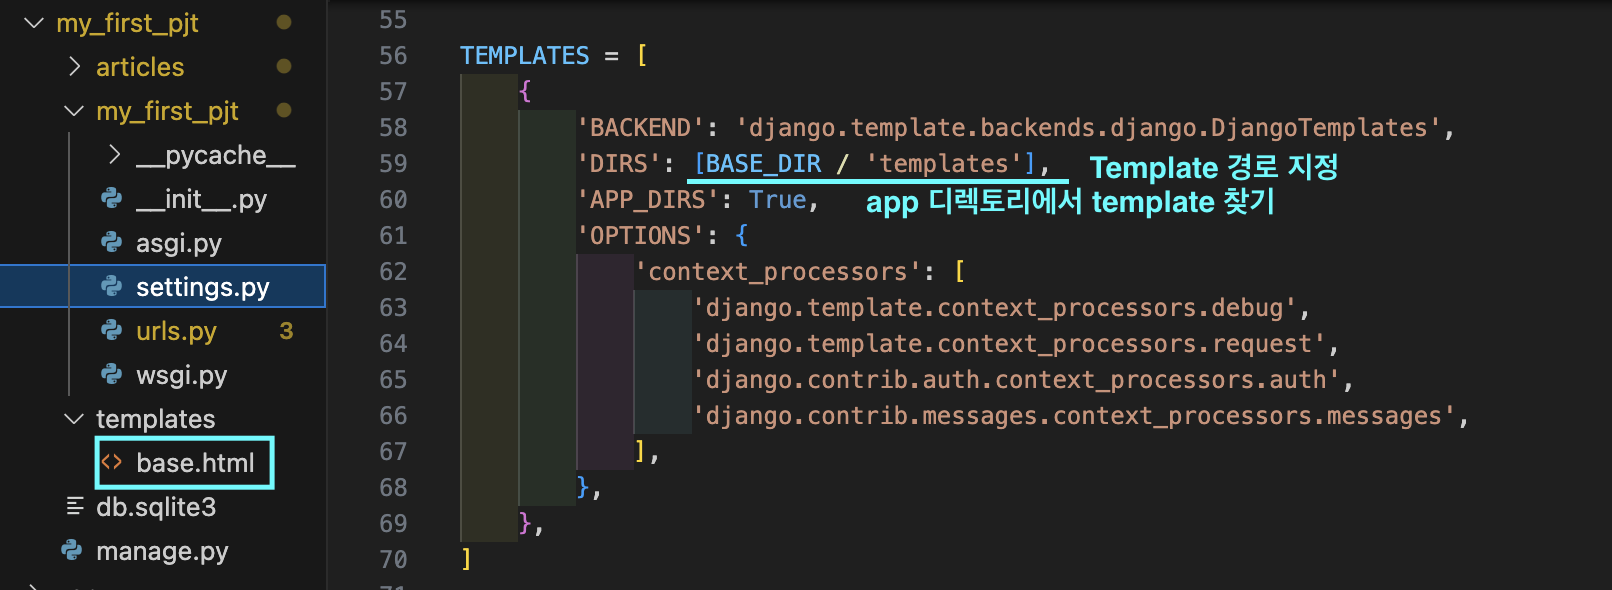 my_first_pjt
articles
my_first_pjt
__pycache__
__init__.py
asgi.py
settings.py
urls.py 3
wsgi.py
templates
base.html
db.sqlite3
manage.py
55
56 TEMPLATES = [
57 {
58 'BACKEND': 'django.template.backends.django.DjangoTemplates',
59 'DIRS': [BASE_DIR / 'templates'], Template 경로 지정
60 'APP_DIRS': True, app 디렉토리에서 template 찾기
61 'OPTIONS': {
62 'context_processors': [
63 'django.template.context_processors.debug',
64 'django.template.context_processors.request',
65 'django.contrib.auth.context_processors.auth',
66 'django.contrib.messages.context_processors.messages',
67 ],
68 },
69 },
70 ]